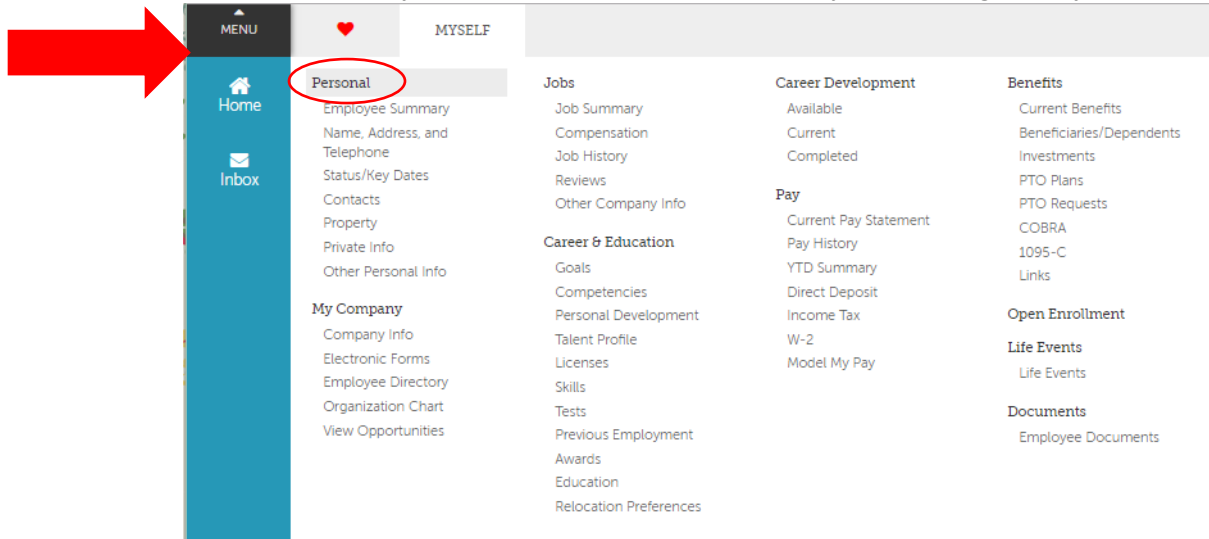 MENU
MYSELF
Home
Inbox
Personal
Employee Summary
Name, Address, and
Telephone
Status/Key Dates
Contacts
Property
Private Info
Other Personal Info
My Company
Company Info
Electronic Forms
Employee Directory
Organization Chart
View Opportunities
Jobs
Job Summary
Compensation
Job History
Reviews
Other Company Info
Career & Education
Goals
Competencies
Personal Development
Talent Profile
Licenses
Skills
Tests
Previous Employment
Awards
Education
Relocation Preferences
Career Development
Available
Current
Completed
Pay
Current Pay Statement
Pay History
YTD Summary
Direct Deposit
Income Tax
W-2
Model My Pay
Benefits
Current Benefits
Beneficiaries/Dependents
Investments
PTO Plans
PTO Requests
COBRA
1095-C
Links
Open Enrollment
Life Events
Life Events
Documents
Employee Documents